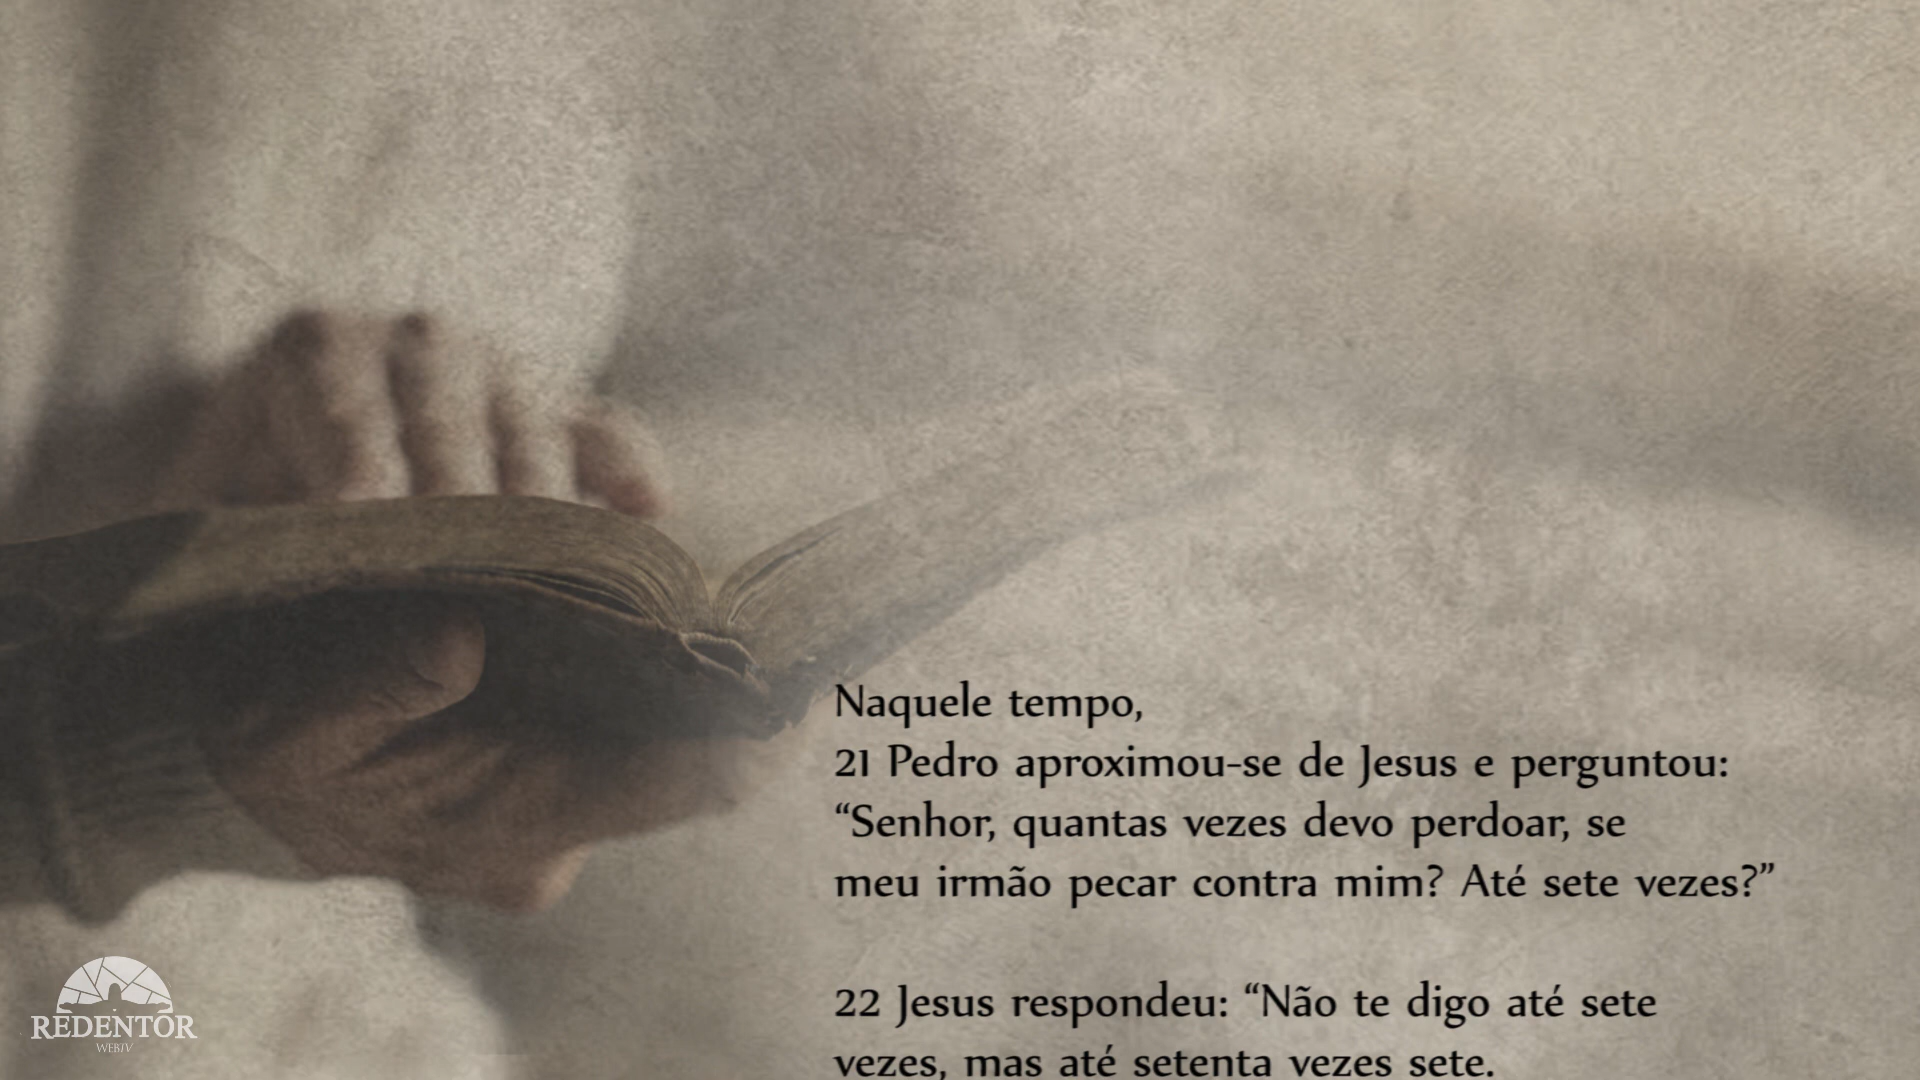 Naquele tempo,
21 Pedro aproximou-se de Jesus e perguntou:
“Senhor, quantas vezes devo perdoar, se
meu irmão pecar contra mim? Até sete vezes?”
22 Jesus respondeu: “Não te digo até sete
vezes, mas até setenta vezes sete.
REDENTOR
WEBTV